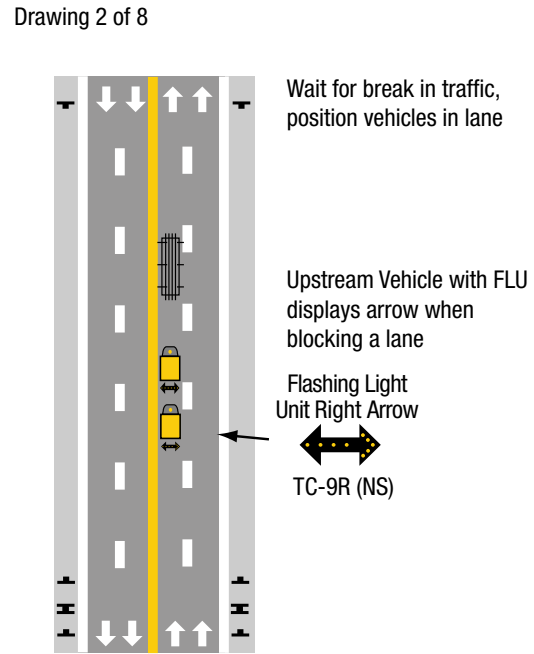 Drawing 2 of 8
Wait for break in traffic,
position vehicles in lane
Upstream Vehicle with FLU
displays arrow when
blocking a lane
Flashing Light
Unit Right Arrow
TC-9R (NS)